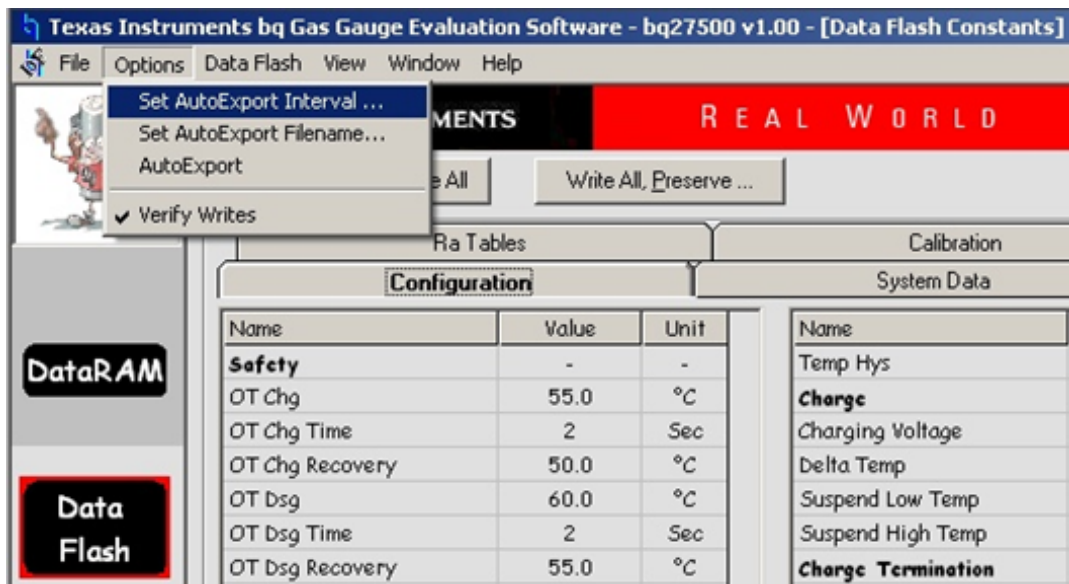 Texas Instruments bq Gas Gauge Evaluation Software - bq27500 v1.00 - [Data Flash Constants]
File Options Data Flash View Window Help
Set AutoExport Interval ...
Set AutoExport Filename...
AutoExport
Verify Writes
MENTS
REAL WORLD
e All
Write All, Preserve ...
Ra Tables
Calibration
Configuration
System Data
Name Value Unit
Safety - -
OT Chg 55.0 °C
OT Chg Time 2 Sec
OT Chg Recovery 50.0 °C
OT Dsg 60.0 °C
OT Dsg Time 2 Sec
OT Dsg Recovery 55.0 °C
Name
Temp Hys
Charge
Charging Voltage
Delta Temp
Suspend Low Temp
Suspend High Temp
Charge Termination
DataRAM
Data
Flash